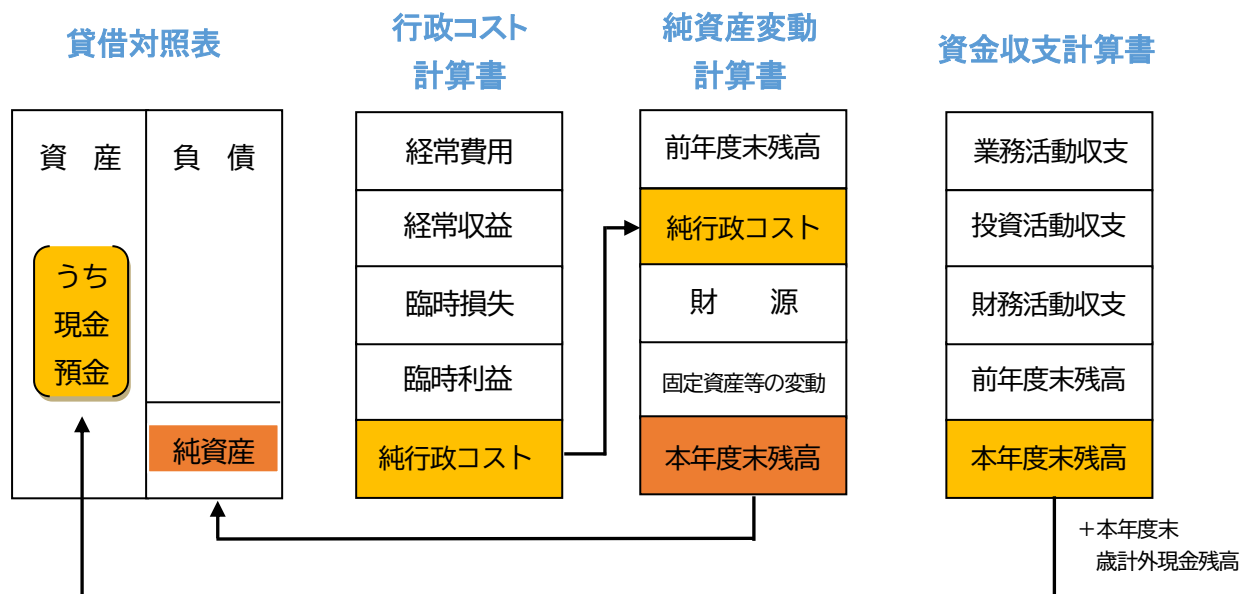 貸借対照表
行政コスト
計算書
純資産変動
計算書
資金収支計算書
資　産
負　債
うち
現金
預金
純資産
経常費用
経常収益
臨時損失
臨時利益
純行政コスト
前年度末残高
純行政コスト
財　　源
固定資産等の変動
本年度末残高
業務活動収支
投資活動収支
財務活動収支
前年度末残高
本年度末残高
＋本年度末
歳計外現金残高